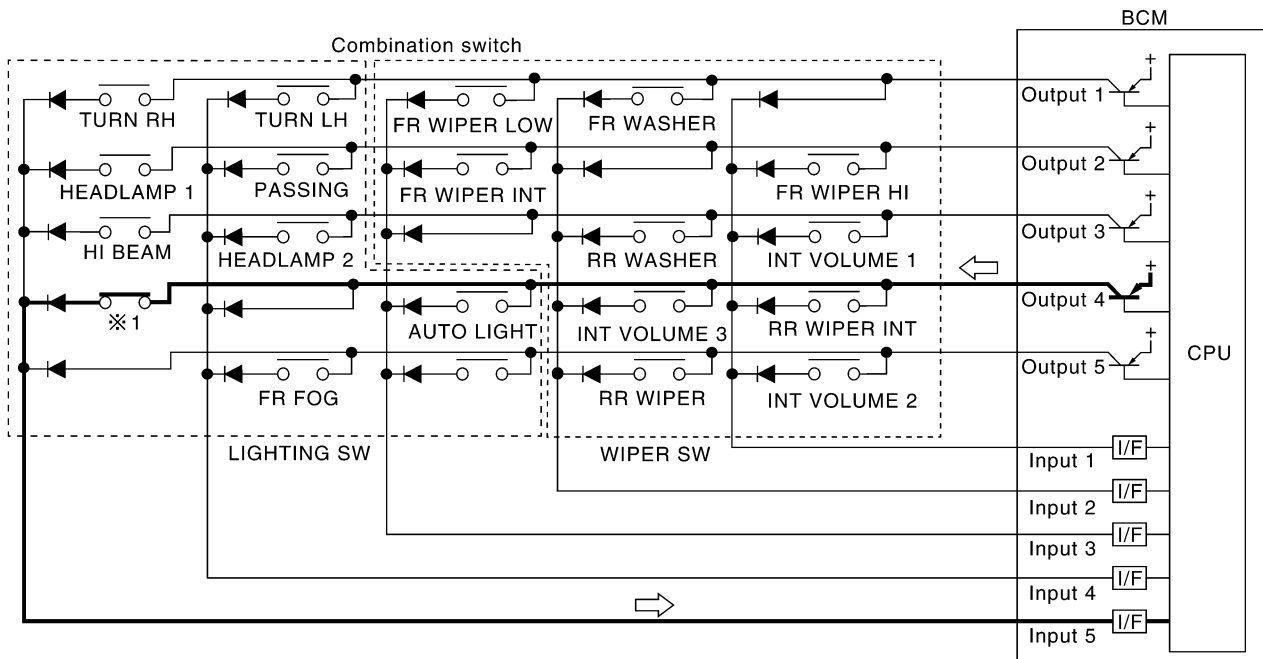 BCM
Combination switch
+
Output 1
TURN RH
TURN LH
FR WIPER LOW
FR WASHER
+
Output 2
HEADLAMP 1
PASSING
FR WIPER INT
FR WIPER HI
+
Output 3
HI BEAM
HEADLAMP 2
RR WASHER
INT VOLUME 1
+
Output 4
※1
AUTO LIGHT
INT VOLUME 3
RR WIPER INT
+
CPU
Output 5
FR FOG
RR WIPER
INT VOLUME 2
LIGHTING SW
WIPER SW
Input 1
I/F
Input 2
I/F
Input 3
I/F
Input 4
I/F
Input 5
I/F